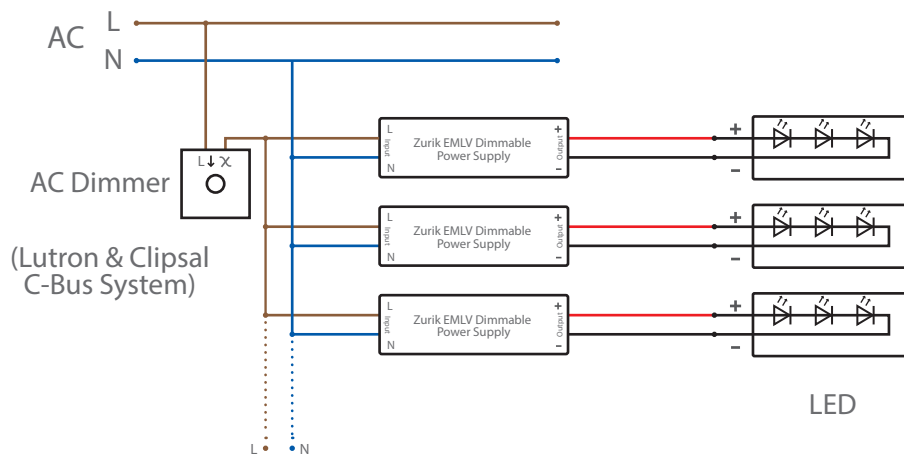 AC
L
N
L ↓ χ
AC Dimmer
(Lutron & Clipsal
C-Bus System)
L
Input
N
Zurik EMLV Dimmable
Power Supply
+
Output
-
+
-
L
Input
N
Zurik EMLV Dimmable
Power Supply
+
Output
-
+
-
L
Input
N
Zurik EMLV Dimmable
Power Supply
+
Output
-
+
-
LED
L
N